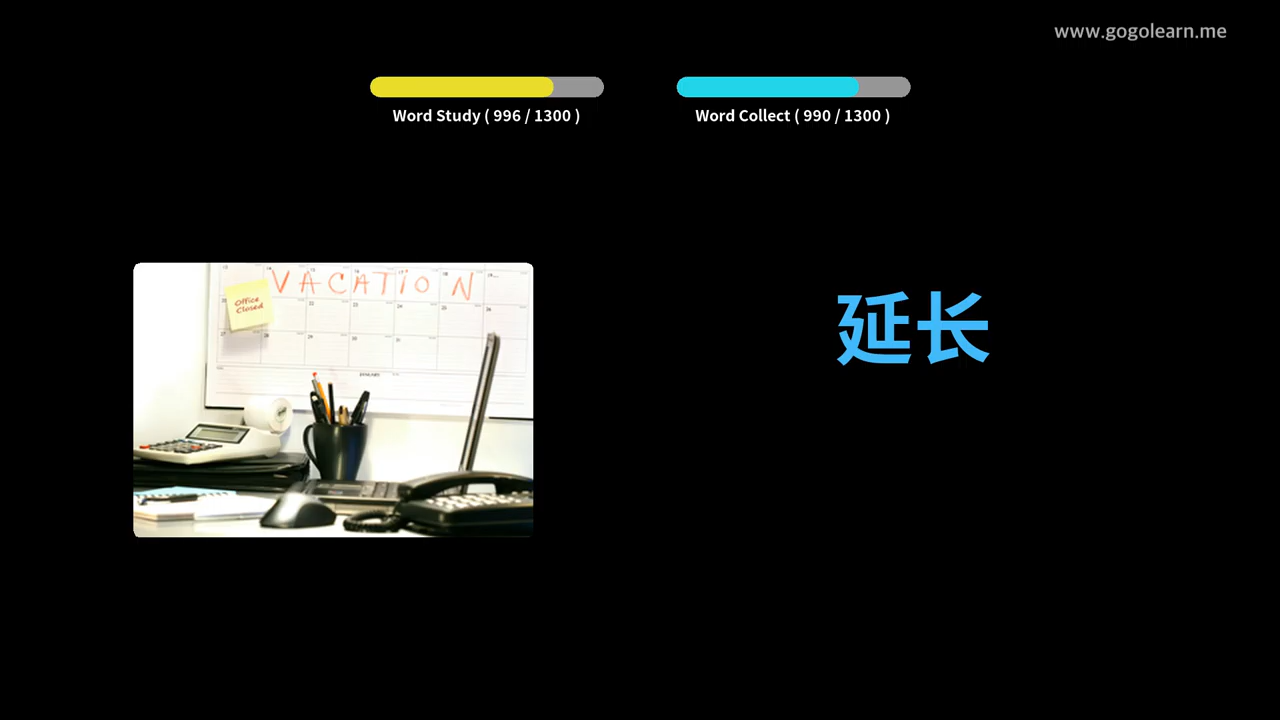 www.gogolearn.me
Word Study ( 996 / 1300 )
Word Collect ( 990 / 1300 )
VACATION
Office
Closed
延长